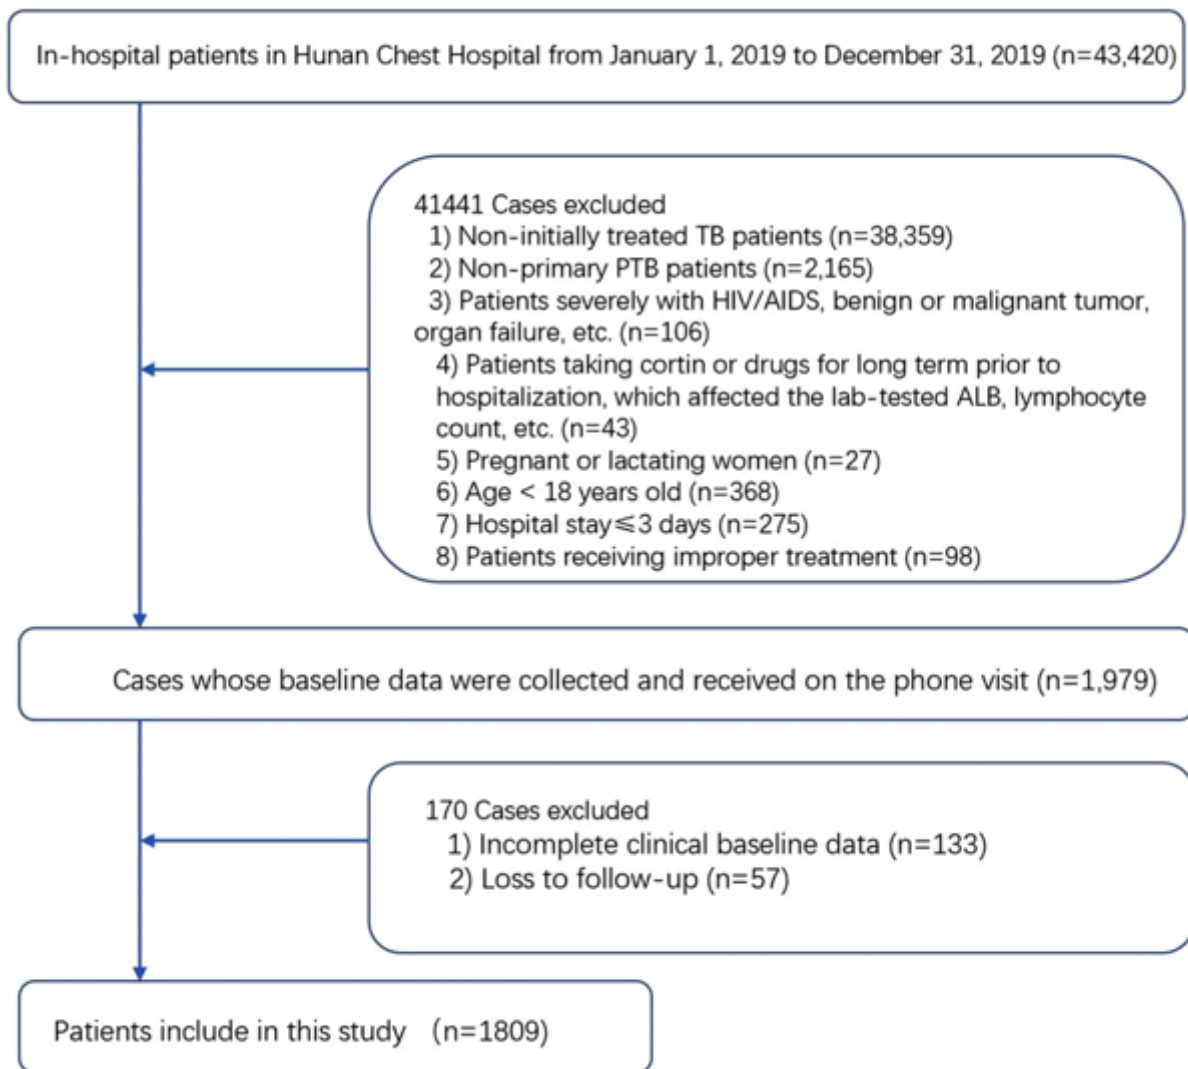 In-hospital patients in Hunan Chest Hospital from January 1, 2019 to December 31, 2019 (n=43,420)
41441 Cases excluded
1) Non-initially treated TB patients (n=38,359)
2) Non-primary PTB patients (n=2,165)
3) Patients severely with HIV/AIDS, benign or malignant tumor,
organ failure, etc. (n=106)
4) Patients taking cortin or drugs for long term prior to
hospitalization, which affected the lab-tested ALB, lymphocyte
count, etc. (n=43)
5) Pregnant or lactating women (n=27)
6) Age < 18 years old (n=368)
7) Hospital stay≤3 days (n=275)
8) Patients receiving improper treatment (n=98)
Cases whose baseline data were collected and received on the phone visit (n=1,979)
170 Cases excluded
1) Incomplete clinical baseline data (n=133)
2) Loss to follow-up (n=57)
Patients include in this study (n=1809)